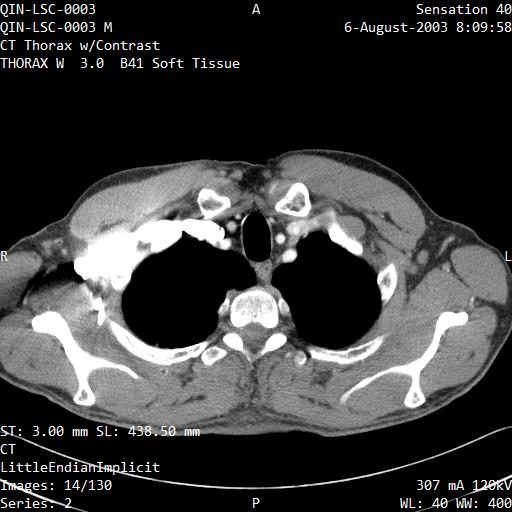 QIN-LSC-0003 A Sensation 40
QIN-LSC-0003 M 6-August-2003 8:09:58
CT Thorax w/Contrast
THORAX W 3.0 B41 Soft Tissue
R L
ST: 3.00 mm SL: 438.50 mm
CT
LittleEndianImplicit
Images: 14/130 307 mA 120kV
Series: 2 P WL: 40 WW: 400